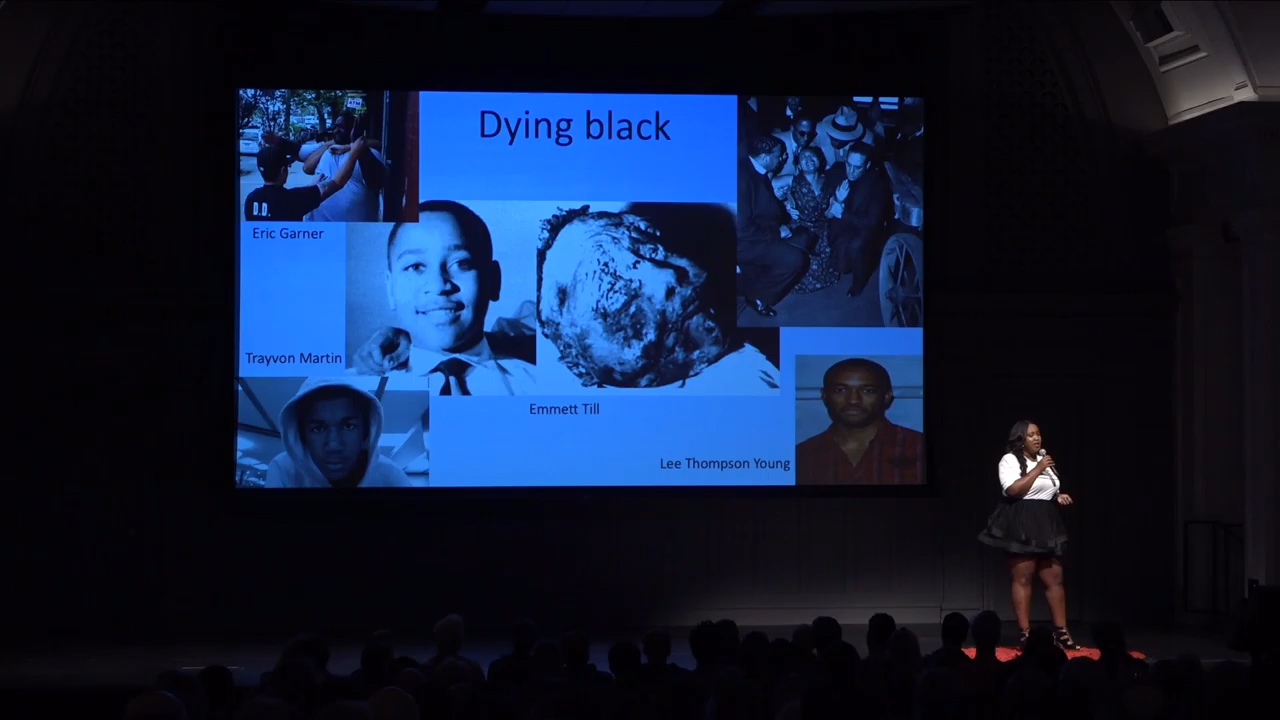 Dying black
D.D.
Eric Garner
Trayvon Martin
Emmett Till
Lee Thompson Young